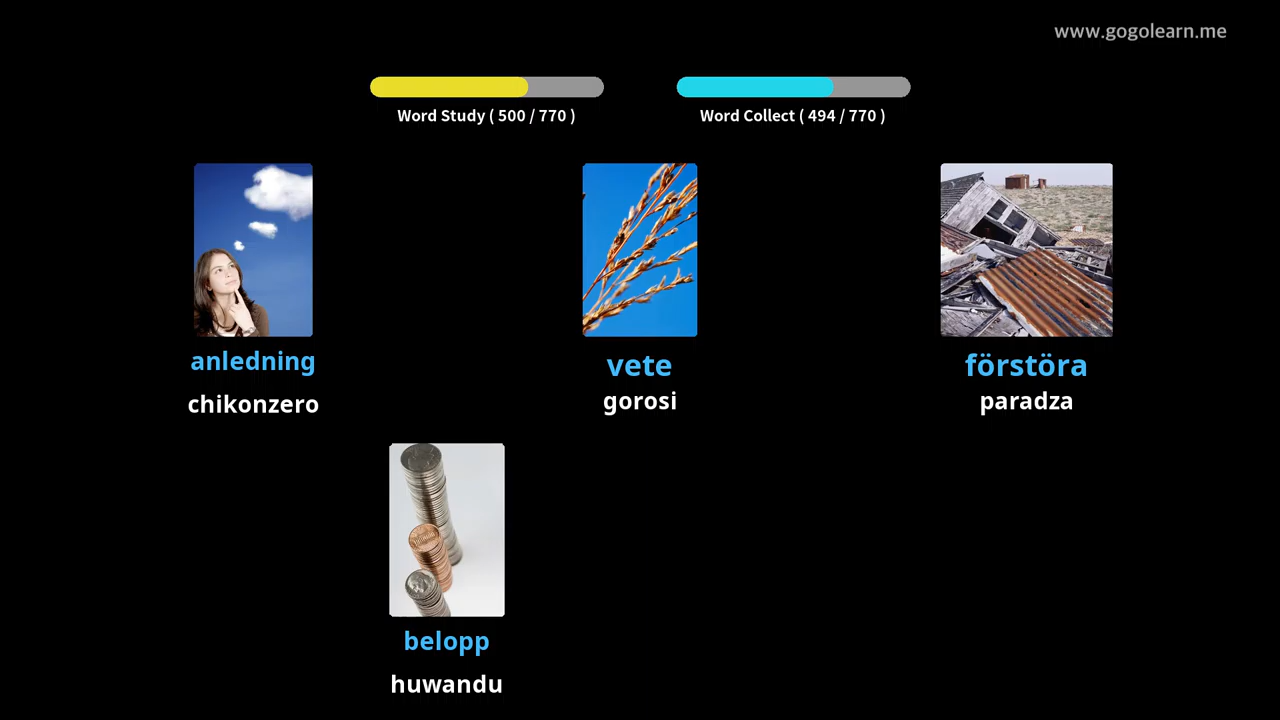 www.gogolearn.me
Word Study ( 500 / 770 )
Word Collect ( 494 / 770 )
anledning
chikonzero
vete
gorosi
förstöra
paradza
belopp
huwandu